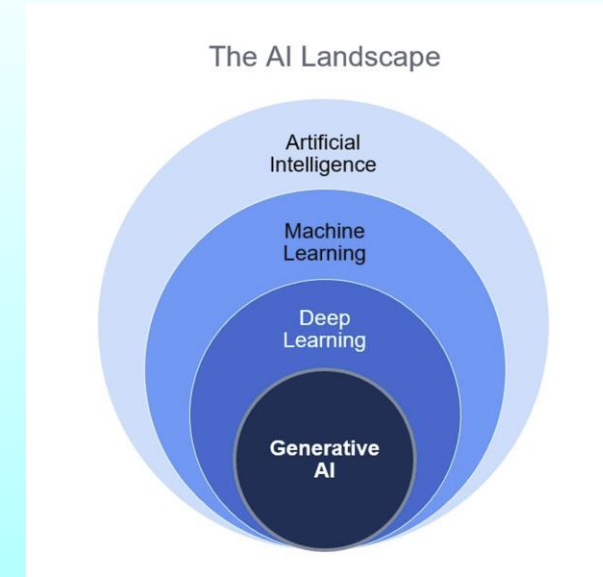 The AI Landscape
Artificial
Intelligence
Machine
Learning
Deep
Learning
Generative
AI